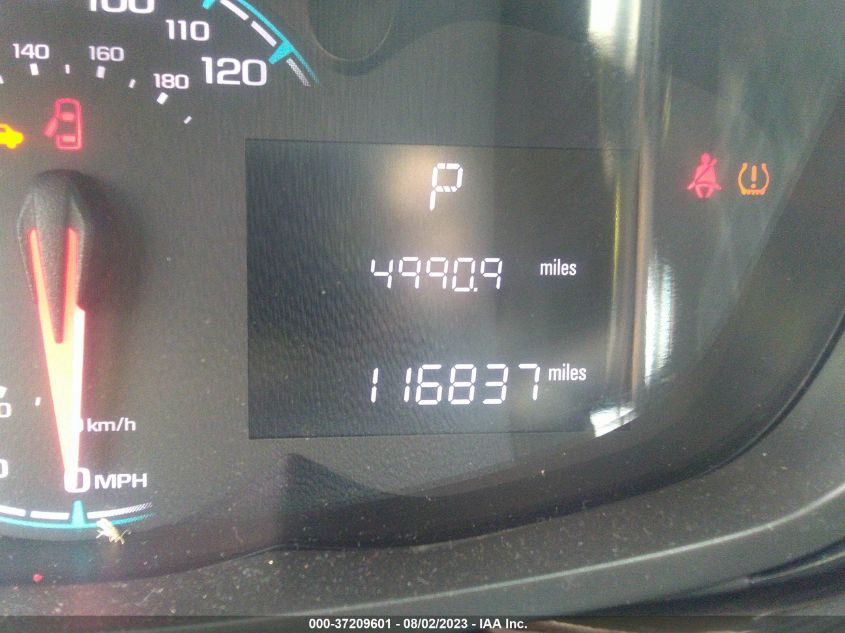 100
110
140 160
180 120
P
4990.9 miles
116837 miles
km/h
0 MPH
000-37209601 - 08/02/2023 - IAA Inc.